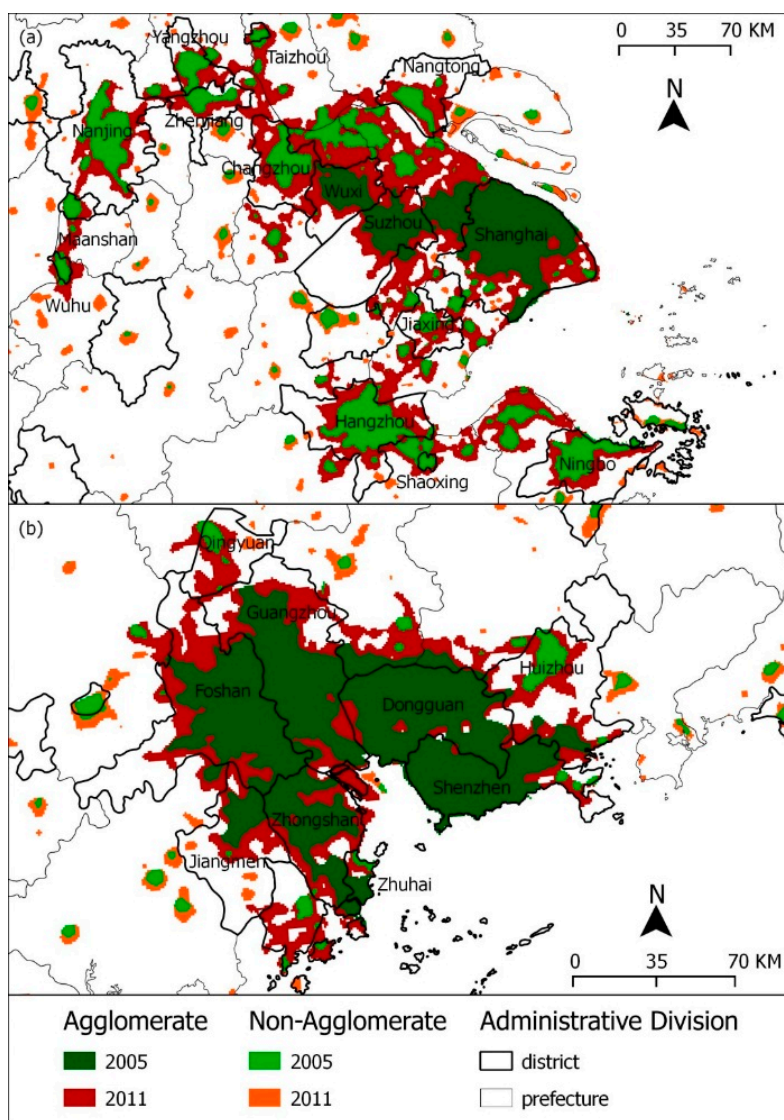 (a)
0 35 70 KM
N
Yangzhou
Taizhou
Nangtong
Nanjing
Zhenjiang
Changzhou
Wuxi
Suzhou
Shanghai
Maanshan
Wuhu
Jiaxing
Hangzhou
Shaoxing
Ningbo
(b)
Qingyuan
Guangzhou
Huizhou
Foshan
Dongguan
Shenzhen
Zhongshan
Jiangmen
Zhuhai
N
0 35 70 KM
Agglomerate Non-Agglomerate Administrative Division
2005 2005 district
2011 2011 prefecture